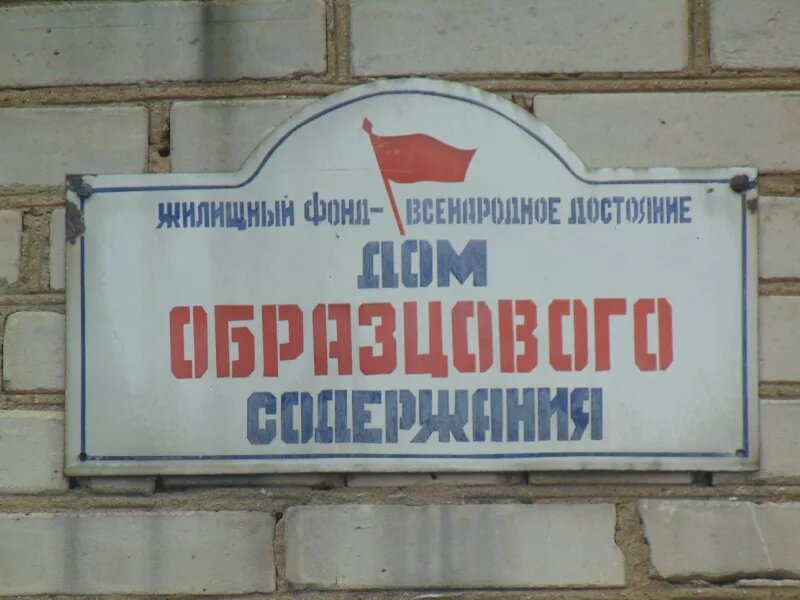 ЖИЛИЩНЫЙ ФОНД-ВСЕНАРОДНОЕ ДОСТОЯНИЕ
ДОМ
ОБРАЗЦОВОГО
СОДЕРЖАНИЯ